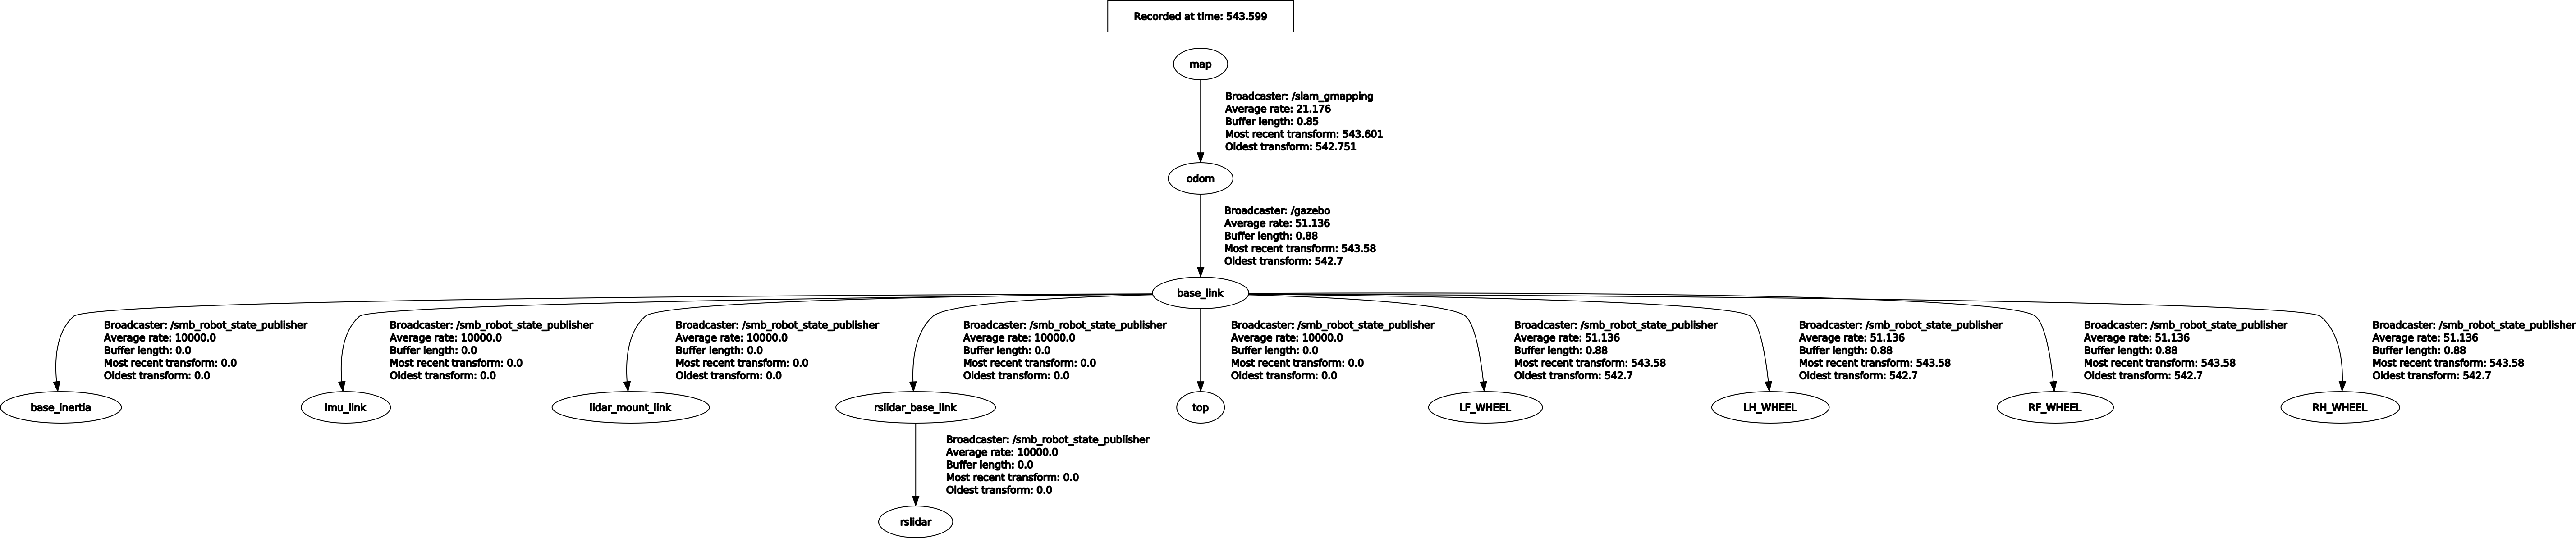 Recorded at time: 543.599
map
Broadcaster: /slam_gmapping
Average rate: 21.176
Buffer length: 0.85
Most recent transform: 543.601
Oldest transform: 542.751
odom
Broadcaster: /gazebo
Average rate: 51.136
Buffer length: 0.88
Most recent transform: 543.58
Oldest transform: 542.7
base_link
Broadcaster: /smb_robot_state_publisher
Average rate: 10000.0
Buffer length: 0.0
Most recent transform: 0.0
Oldest transform: 0.0
Broadcaster: /smb_robot_state_publisher
Average rate: 10000.0
Buffer length: 0.0
Most recent transform: 0.0
Oldest transform: 0.0
Broadcaster: /smb_robot_state_publisher
Average rate: 10000.0
Buffer length: 0.0
Most recent transform: 0.0
Oldest transform: 0.0
Broadcaster: /smb_robot_state_publisher
Average rate: 10000.0
Buffer length: 0.0
Most recent transform: 0.0
Oldest transform: 0.0
Broadcaster: /smb_robot_state_publisher
Average rate: 10000.0
Buffer length: 0.0
Most recent transform: 0.0
Oldest transform: 0.0
Broadcaster: /smb_robot_state_publisher
Average rate: 51.136
Buffer length: 0.88
Most recent transform: 543.58
Oldest transform: 542.7
Broadcaster: /smb_robot_state_publisher
Average rate: 51.136
Buffer length: 0.88
Most recent transform: 543.58
Oldest transform: 542.7
Broadcaster: /smb_robot_state_publisher
Average rate: 51.136
Buffer length: 0.88
Most recent transform: 543.58
Oldest transform: 542.7
Broadcaster: /smb_robot_state_publisher
Average rate: 51.136
Buffer length: 0.88
Most recent transform: 543.58
Oldest transform: 542.7
base_inertia
imu_link
lidar_mount_link
rslidar_base_link
top
LF_WHEEL
LH_WHEEL
RF_WHEEL
RH_WHEEL
Broadcaster: /smb_robot_state_publisher
Average rate: 10000.0
Buffer length: 0.0
Most recent transform: 0.0
Oldest transform: 0.0
rslidar